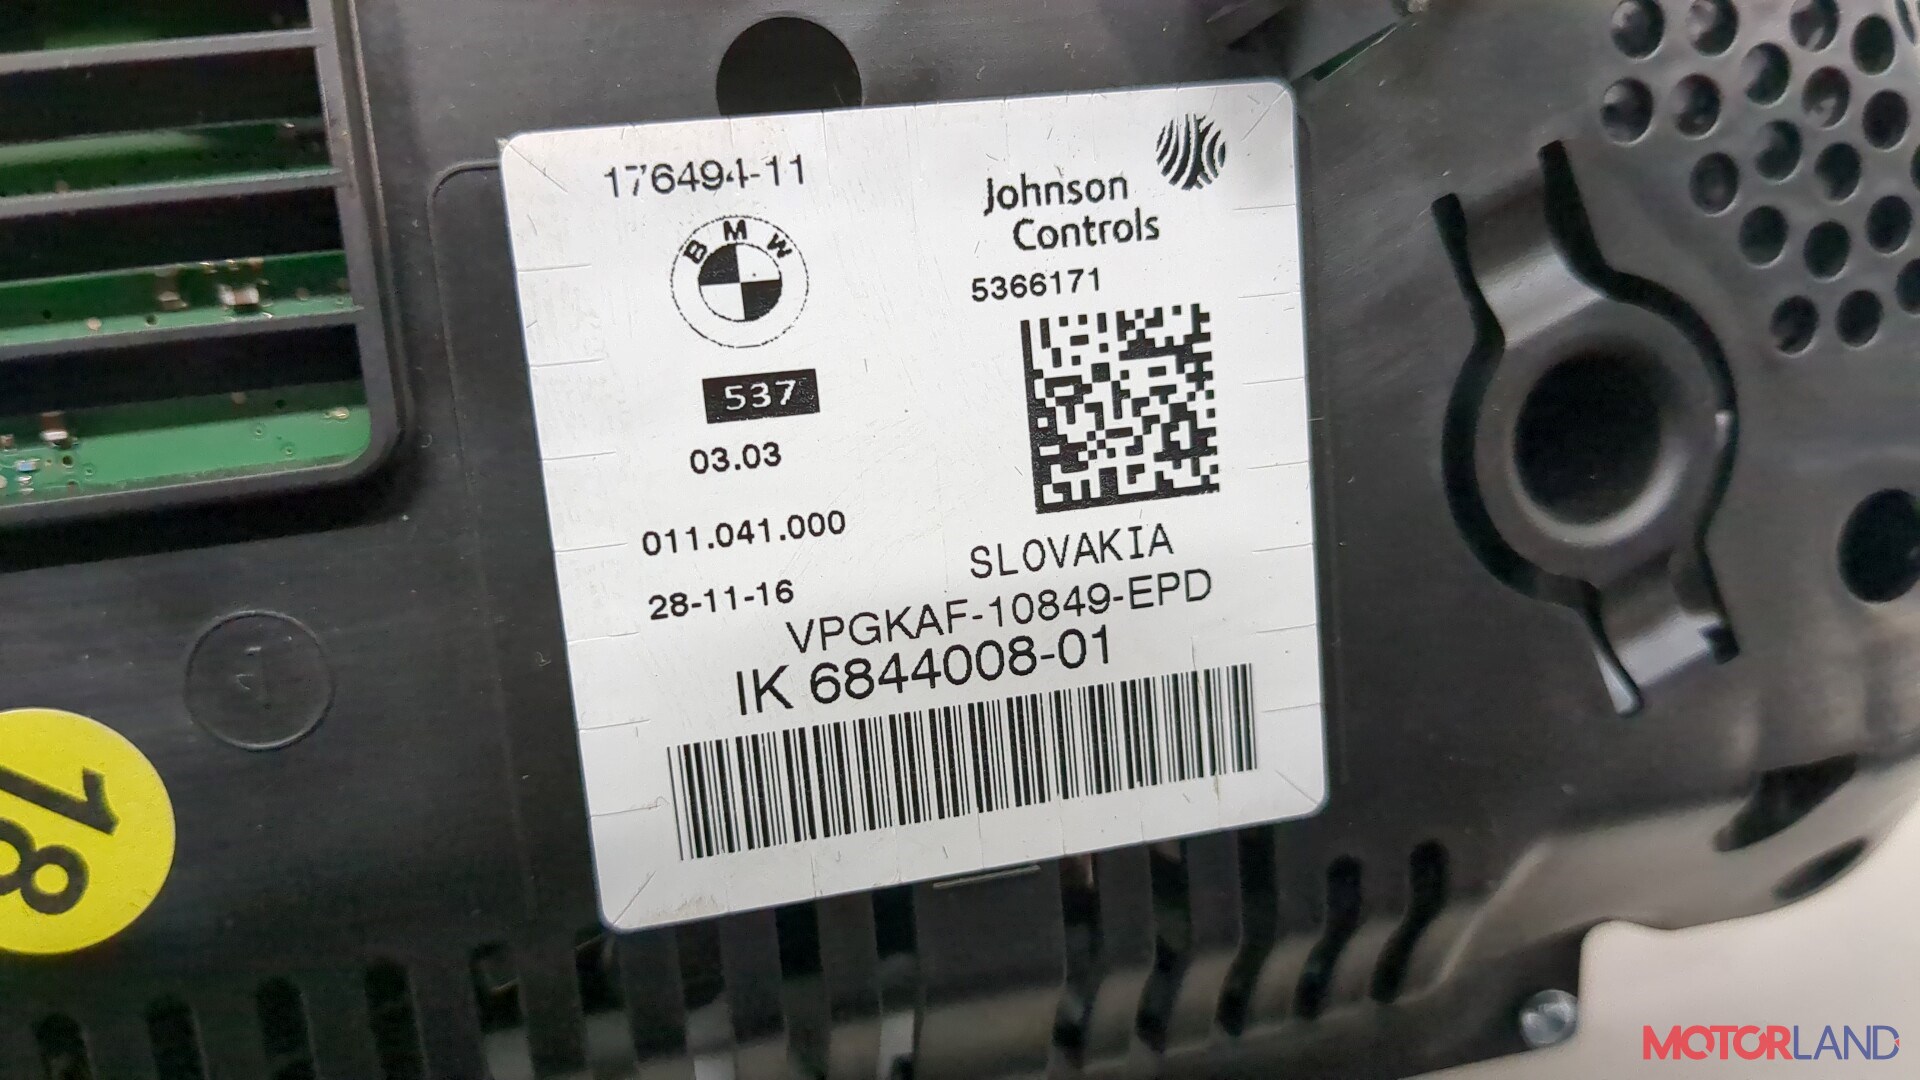 176494-11
BMW
537
03.03
011.041.000
28-11-16
Johnson
Controls
5366171
SLOVAKIA
VPGKAF-10849-EPD
IK 6844008-01
18
MOTORLAND